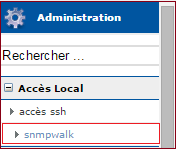 Administration
Rechercher ...
Accès Local
accès ssh
snmpwalk